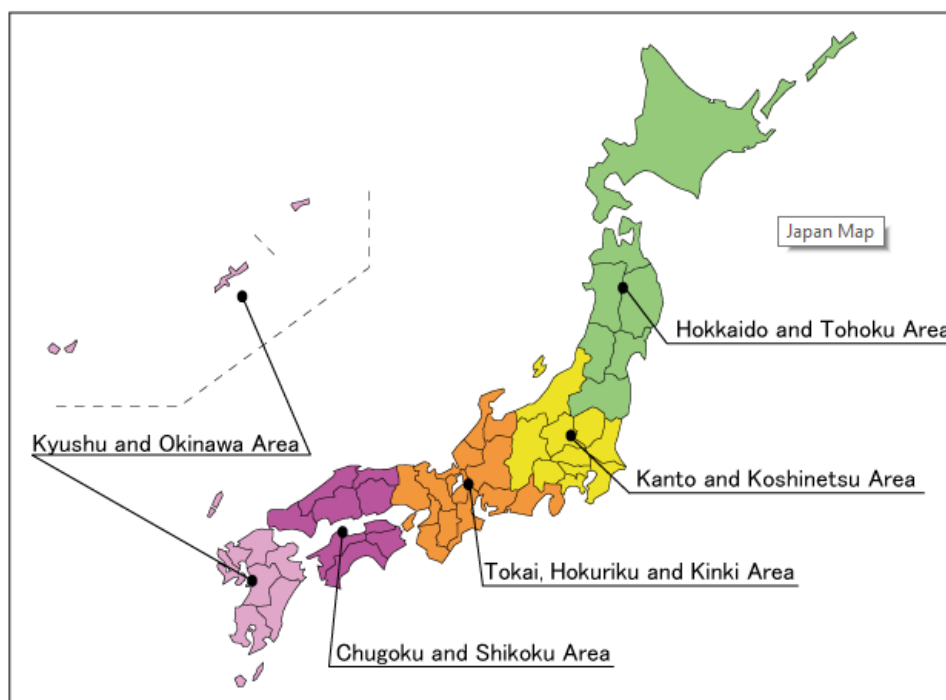 Japan Map
Hokkaido and Tohoku Area
Kyushu and Okinawa Area
Kanto and Koshinetsu Area
Tokai, Hokuriku and Kinki Area
Chugoku and Shikoku Area